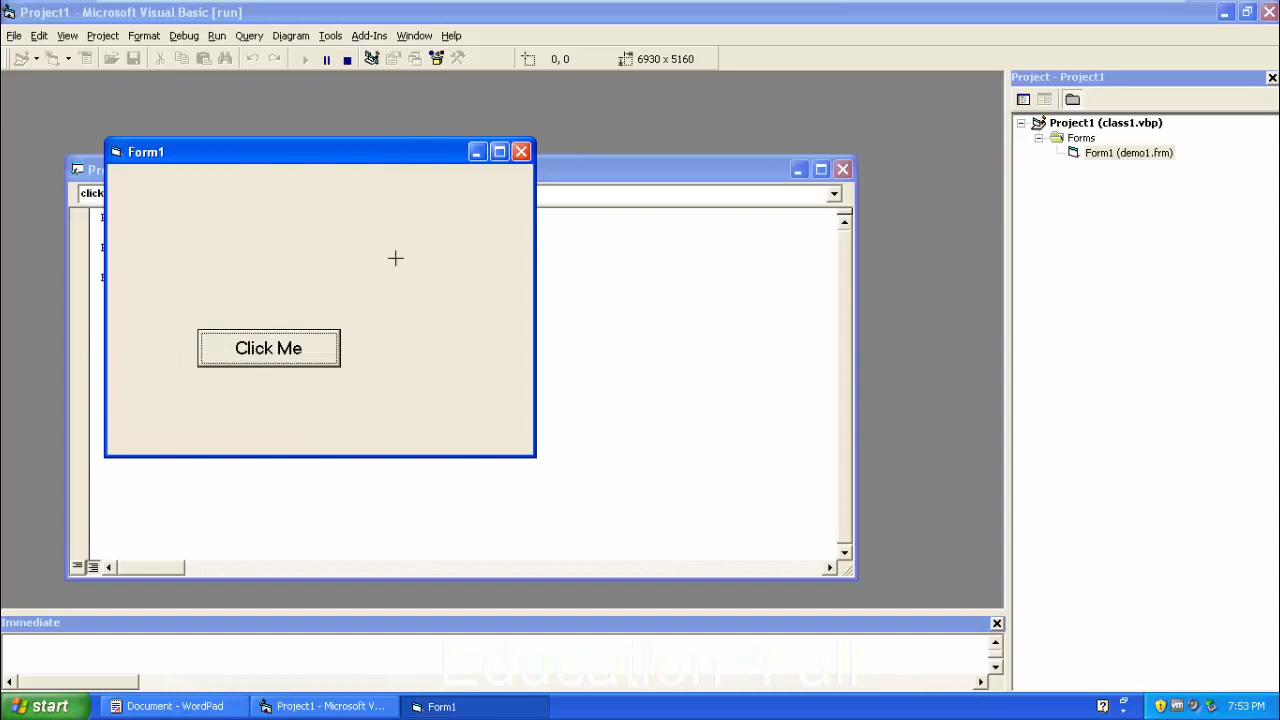 Project1 - Microsoft Visual Basic [run]
File Edit View Project Format Debug Run Query Diagram Tools Add-Ins Window Help
0, 0 6930 x 5160
Project - Project1
Project1 (class1.vbp)
Forms
Form1 (demo1.frm)
Form1
click
Click Me
Immediate
start Document - WordPad Project1 - Microsoft V... Form1 7:53 PM